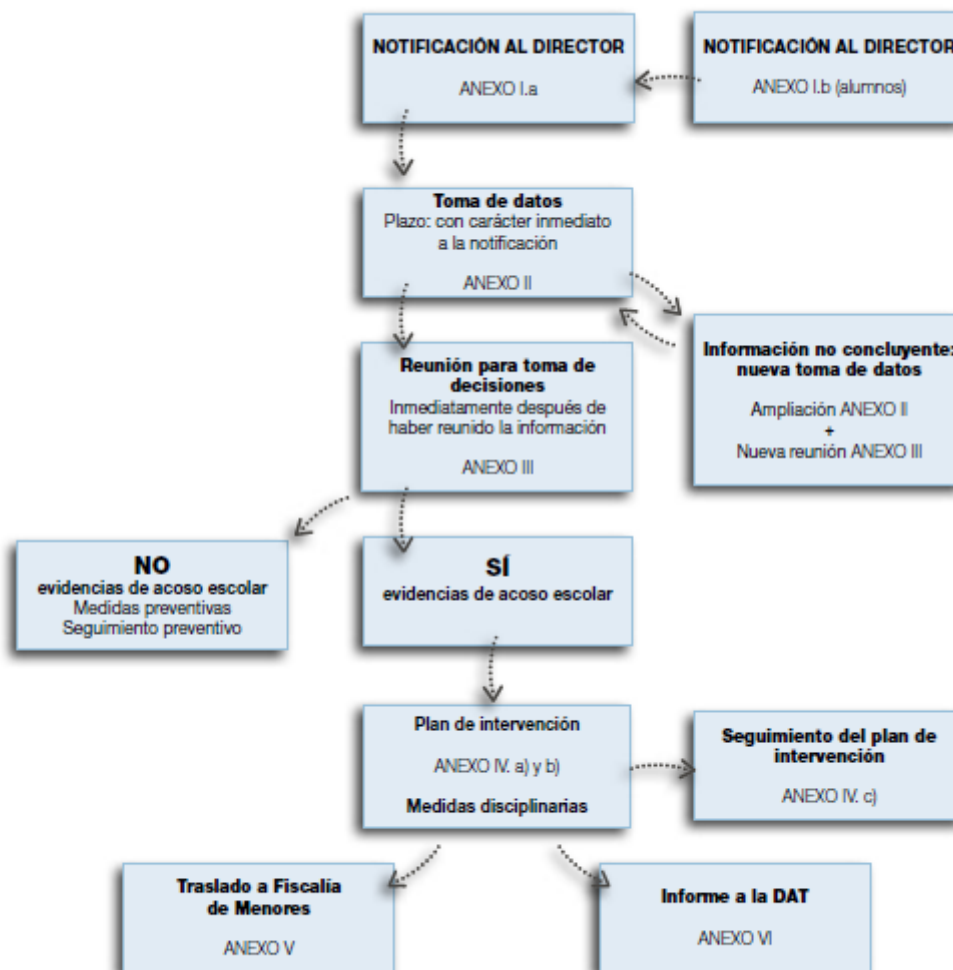 NOTIFICACIÓN AL DIRECTOR
ANEXO I.a
NOTIFICACIÓN AL DIRECTOR
ANEXO I.b (alumnos)
Toma de datos
Plazo: con carácter inmediato
a la notificación
ANEXO II
Información no concluyente:
nueva toma de datos
Ampliación ANEXO II
+
Nueva reunión ANEXO III
Reunión para toma de
decisiones
Inmediatamente después de
haber reunido la información
ANEXO III
NO
evidencias de acoso escolar
Medidas preventivas
Seguimiento preventivo
SÍ
evidencias de acoso escolar
Plan de intervención
ANEXO IV. a) y b)
Medidas disciplinarias
Seguimiento del plan de
intervención
ANEXO IV. c)
Traslado a Fiscalía
de Menores
ANEXO V
Informe a la DAT
ANEXO VI